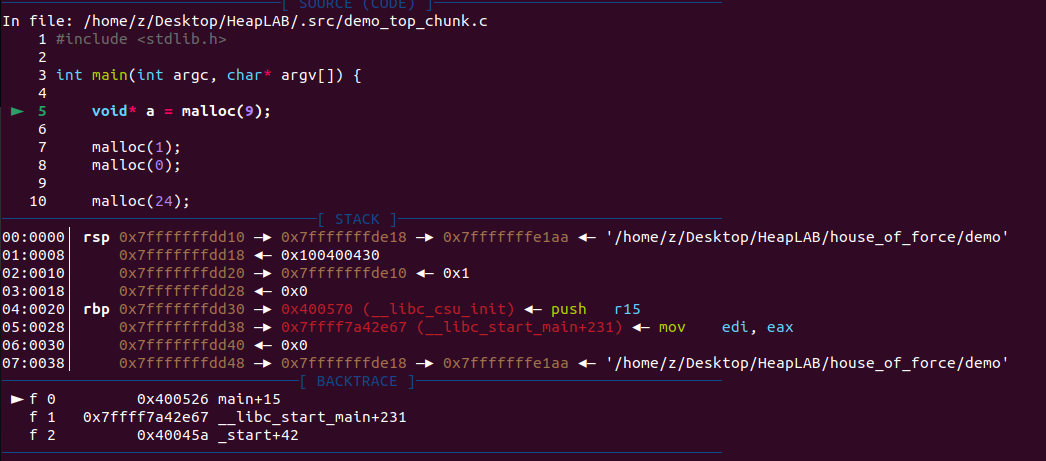 [ SOURCE (CODE) ]
In file: /home/z/Desktop/HeapLAB/.src/demo_top_chunk.c
1 #include <stdlib.h>
2
3 int main(int argc, char* argv[]) {
4
► 5     void* a = malloc(9);
6
7     malloc(1);
8     malloc(0);
9
10     malloc(24);
[ STACK ]
00:0000│ rsp 0x7fffffffdd10 —▸ 0x7fffffffde18 —▸ 0x7fffffffe1aa ◂— '/home/z/Desktop/HeapLAB/house_of_force/demo'
01:0008│     0x7fffffffdd18 ◂— 0x100400430
02:0010│     0x7fffffffdd20 —▸ 0x7fffffffde10 ◂— 0x1
03:0018│     0x7fffffffdd28 ◂— 0x0
04:0020│ rbp 0x7fffffffdd30 —▸ 0x400570 (__libc_csu_init) ◂— push   r15
05:0028│     0x7fffffffdd38 —▸ 0x7ffff7a42e67 (__libc_start_main+231) ◂— mov    edi, eax
06:0030│     0x7fffffffdd40 ◂— 0x0
07:0038│     0x7fffffffdd48 —▸ 0x7fffffffde18 —▸ 0x7fffffffe1aa ◂— '/home/z/Desktop/HeapLAB/house_of_force/demo'
[ BACKTRACE ]
► f 0         0x400526 main+15
f 1   0x7ffff7a42e67 __libc_start_main+231
f 2         0x40045a _start+42